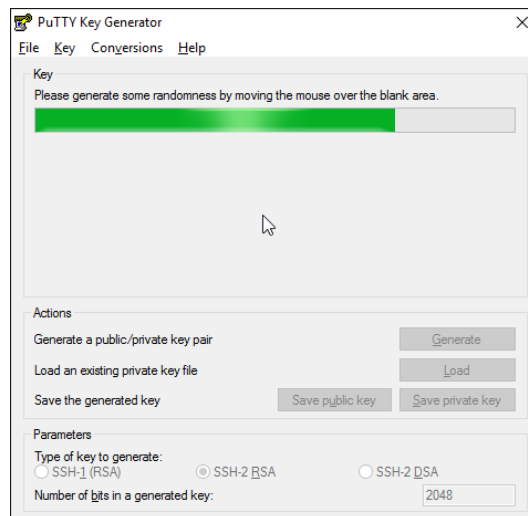 PuTTY Key Generator
File Key Conversions Help
Key
Please generate some randomness by moving the mouse over the blank area.
Actions
Generate a public/private key pair
Generate
Load an existing private key file
Load
Save the generated key
Save public key
Save private key
Parameters
Type of key to generate:
SSH-1 (RSA)
SSH-2 RSA
SSH-2 DSA
Number of bits in a generated key:
2048